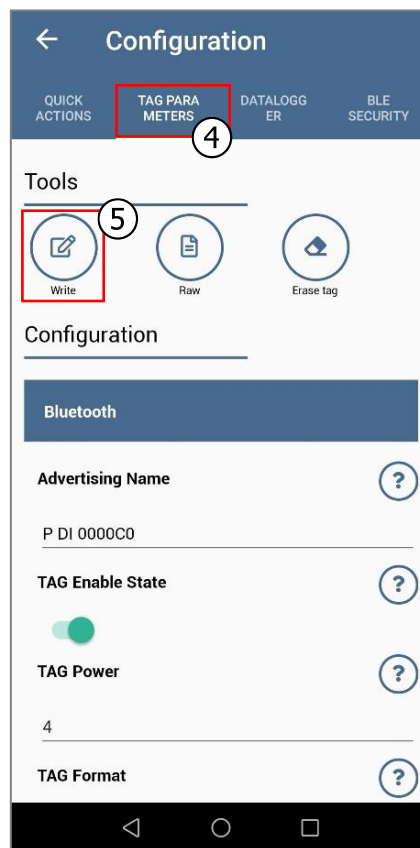 Configuration
QUICK
ACTIONS
TAG PARA
METERS
DATALOGG
ER
BLE
SECURITY
4
Tools
5
Write
Raw
Erase tag
Configuration
Bluetooth
Advertising Name
?
P DI 0000C0
TAG Enable State
?
TAG Power
?
4
TAG Format
?